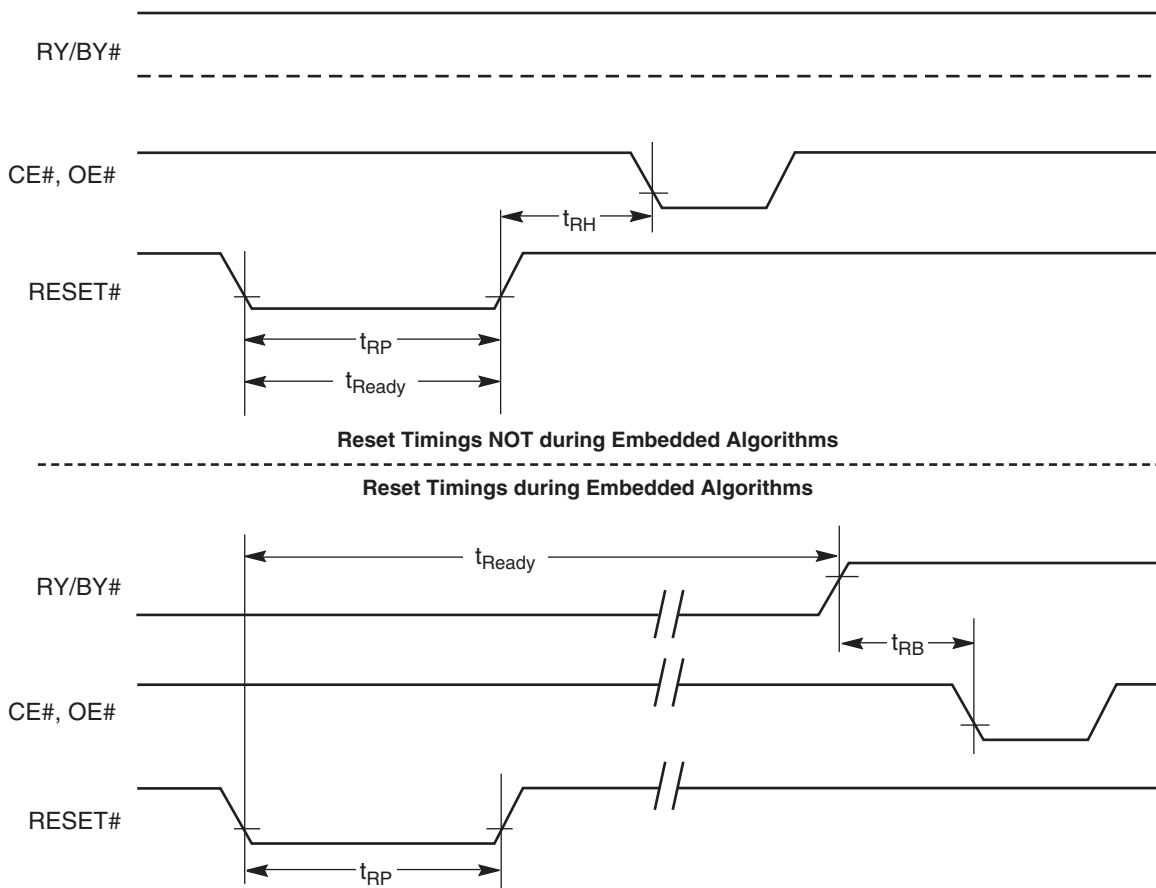 RY/BY#
CE#, OE#
tRH
RESET#
tRP
tReady
Reset Timings NOT during Embedded Algorithms
Reset Timings during Embedded Algorithms
tReady
RY/BY#
tRB
CE#, OE#
RESET#
tRP